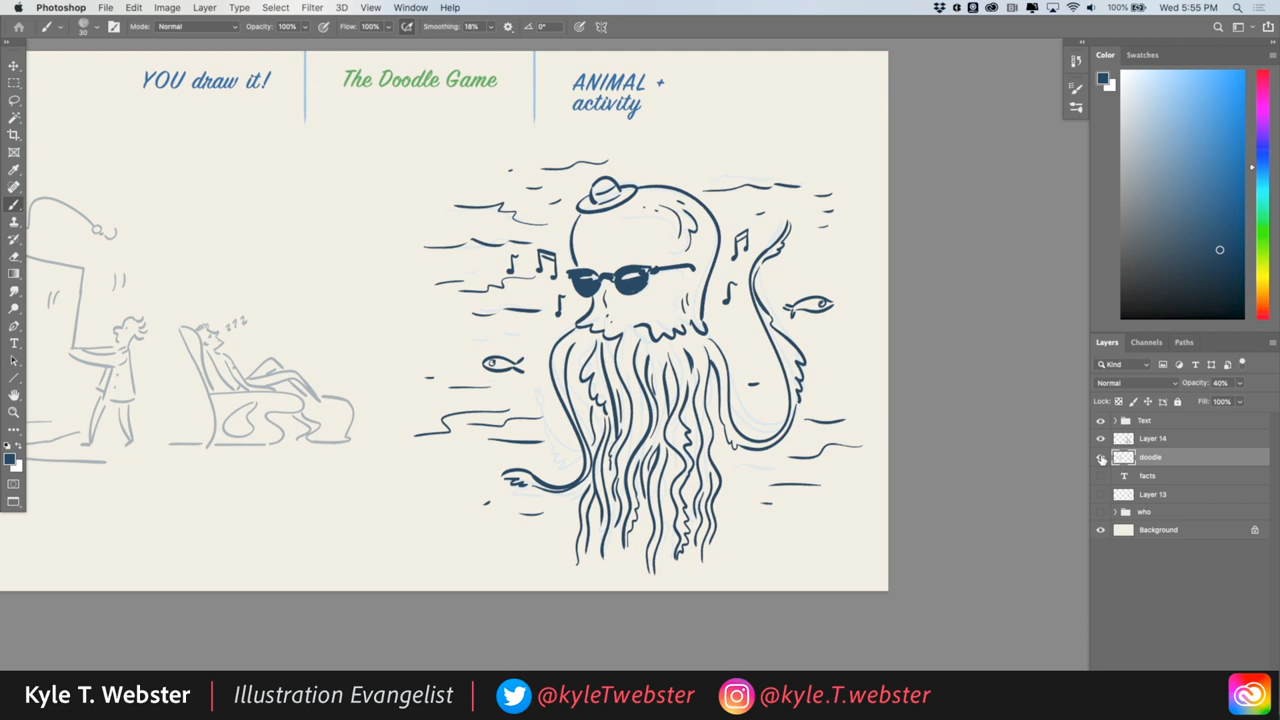 Photoshop File Edit Image Layer Type Select Filter 3D View Window Help 100% Wed 5:55 PM
30 Mode: Normal Opacity: 100% Flow: 100% Smoothing: 18% 0°
YOU draw it! The Doodle Game ANIMAL +
activity
zzz
Color Swatches
Layers Channels Paths
Kind
Normal Opacity: 40%
Lock: Fill: 100%
Text
Layer 14
doodle
T facts
Layer 13
who
Background
Kyle T. Webster | Illustration Evangelist @kyleTwebster @kyle.T.webster